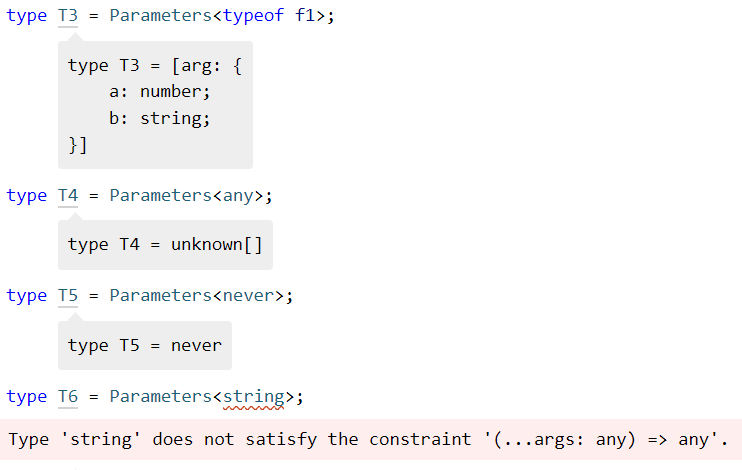 type T3 = Parameters<typeof f1>;
type T3 = [arg: {
    a: number;
    b: string;
}]
type T4 = Parameters<any>;
type T4 = unknown[]
type T5 = Parameters<never>;
type T5 = never
type T6 = Parameters<string>;
Type 'string' does not satisfy the constraint '(...args: any) => any'.